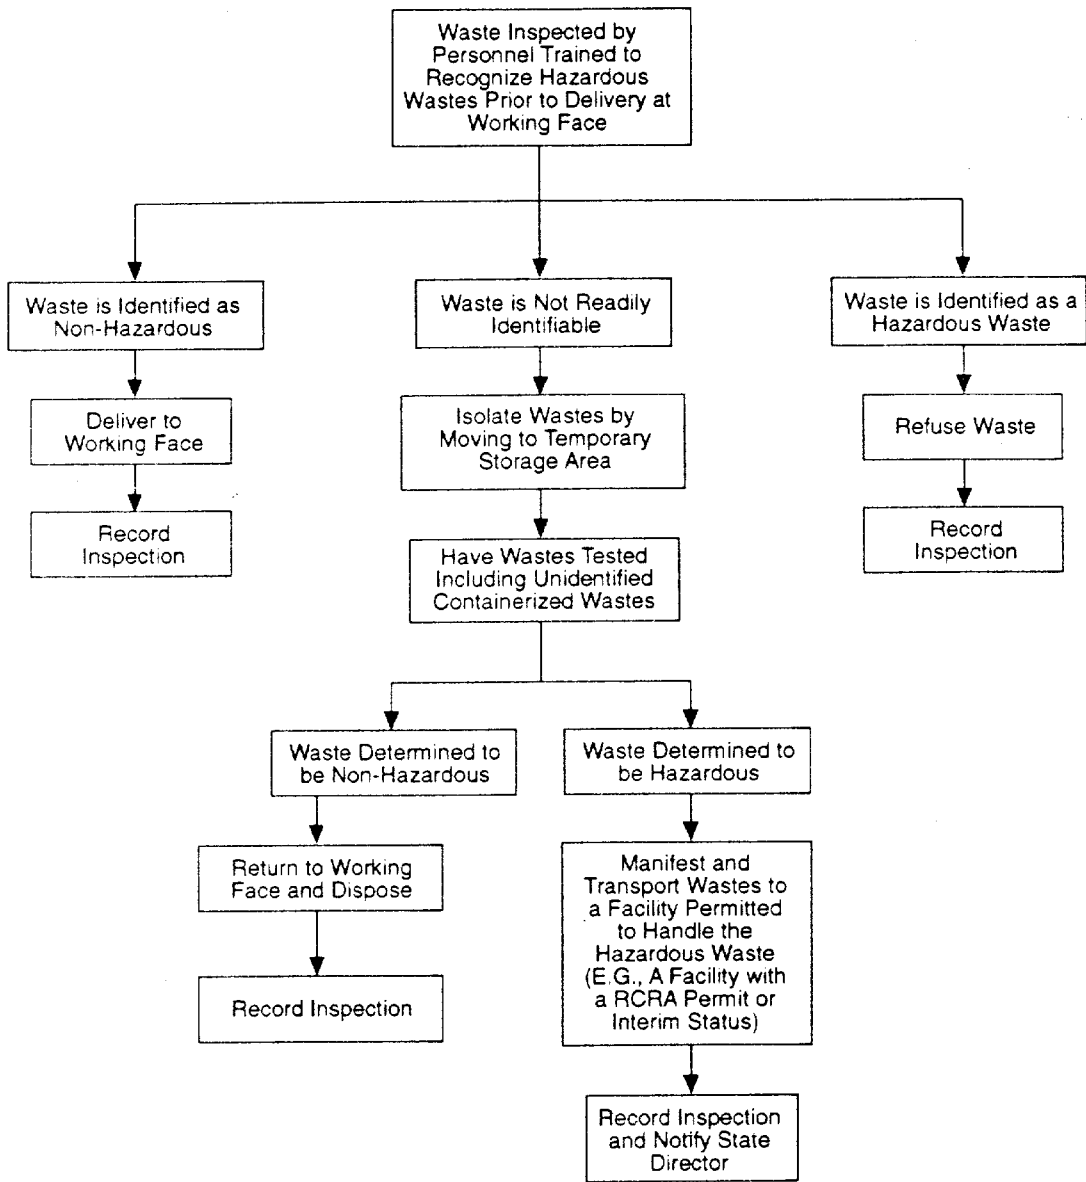 Waste Inspected by
Personnel Trained to
Recognize Hazardous
Wastes Prior to Delivery at
Working Face
Waste is Identified as
Non-Hazardous
Waste is Not Readily
Identifiable
Waste is Identified as a
Hazardous Waste
Deliver to
Working Face
Isolate Wastes by
Moving to Temporary
Storage Area
Refuse Waste
Record
Inspection
Have Wastes Tested
Including Unidentified
Containerized Wastes
Record
Inspection
Waste Determined to
be Non-Hazardous
Waste Determined to
be Hazardous
Return to Working
Face and Dispose
Manifest and
Transport Wastes to
a Facility Permitted
to Handle the
Hazardous Waste
(E.G., A Facility with
a RCRA Permit or
Interim Status)
Record Inspection
Record Inspection
and Notify State
Director